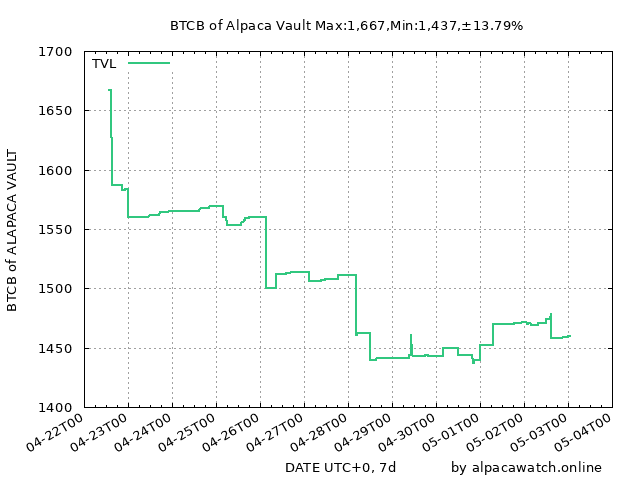 BTCB of Alpaca Vault Max:1,667,Min:1,437,±13.79%
TVL
BTCB of ALAPACA VAULT
1700
1650
1600
1550
1500
1450
1400
04-22T00
04-23T00
04-24T00
04-25T00
04-26T00
04-27T00
04-28T00
04-29T00
04-30T00
05-01T00
05-02T00
05-03T00
05-04T00
DATE UTC+0, 7d
by alpacawatch.online